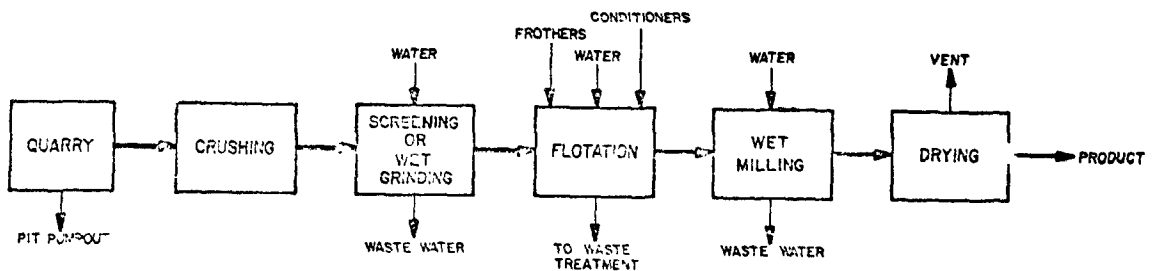 CONDITIONERS
FROTHERS
WATER
WATER
WATER
VENT
QUARRY
CRUSHING
SCREENING
OR
WET
GRINDING
FLOTATION
WET
MILLING
DRYING
PRODUCT
PIT PUMPOUT
WASTE WATER
TO WASTE
TREATMENT
WASTE WATER